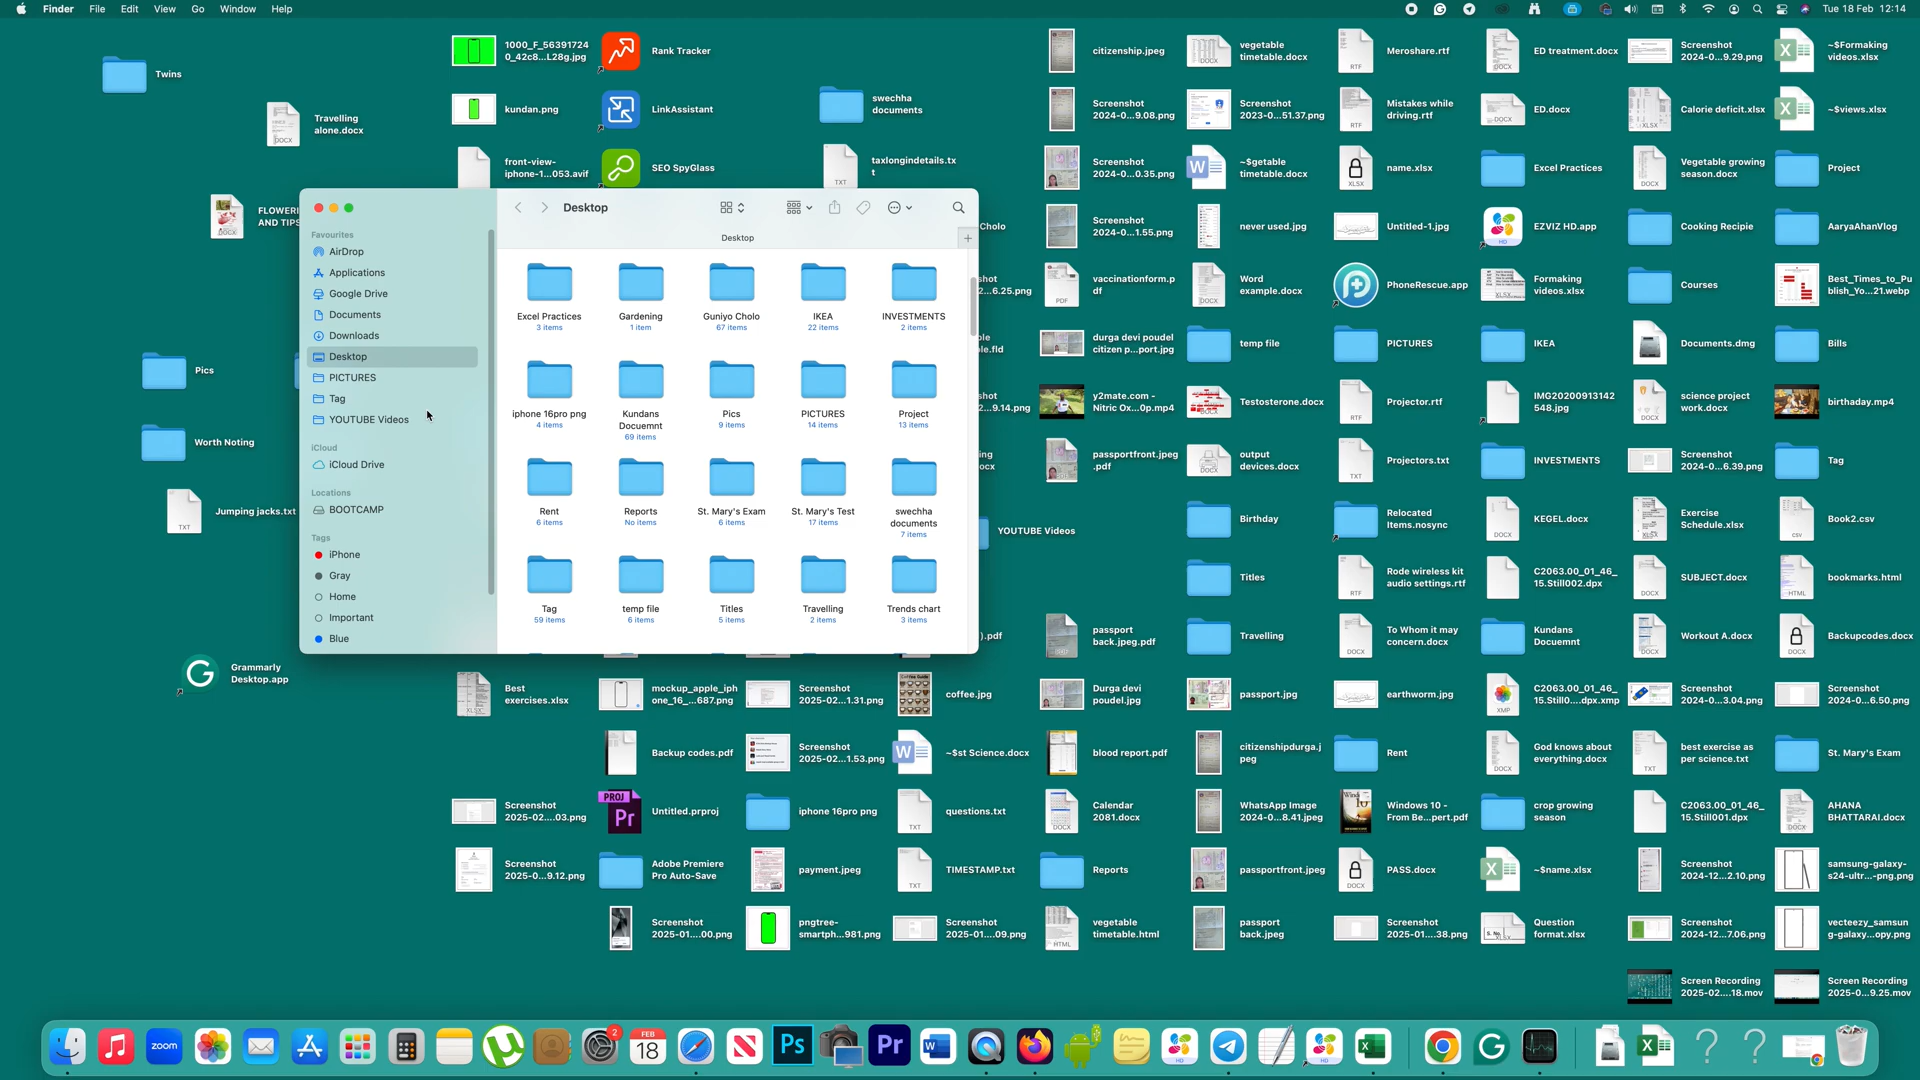 Finder File Edit View Go Window Help
Tue 18 Feb 12:14
Twins
1000_F_56391724
0_42c8...L28g.jpg
Rank Tracker
citizenship.jpeg
vegetable
timetable.docx
Meroshare.rtf
ED treatment.docx
Screenshot
2024-0...9.29.png
~$Formaking
videos.xlsx
Travelling
alone.docx
kundan.png
LinkAssistant
swechha
documents
Screenshot
2024-0...9.08.png
Screenshot
2023-0...51.37.png
Mistakes while
driving.rtf
ED.docx
Calorie deficit.xlsx
~$views.xlsx
front-view-
iphone-1...053.avif
SEO SpyGlass
taxlongindetails.tx
t
Screenshot
2024-0...0.35.png
~$getable
timetable.docx
name.xlsx
Excel Practices
Vegetable growing
season.docx
Project
FLOWERI
AND TIPS
Cholo
Screenshot
2024-0...1.55.png
never used.jpg
Untitled-1.jpg
EZVIZ HD.app
Cooking Recipie
AaryaAhanVlog
shot
2...6.25.png
vaccinationform.p
df
Word
example.docx
PhoneRescue.app
Formaking
videos.xlsx
Courses
Best_Times_to_Pu
blish_Yo...21.webp
Pics
le.fld
durga devi poudel
citizen p...port.jpg
temp file
PICTURES
IKEA
Documents.dmg
Bills
shot
2...9.14.png
y2mate.com -
Nitric Ox...0p.mp4
Testosterone.docx
Projector.rtf
IMG20200913142
548.jpg
science project
work.docx
birthaday.mp4
Worth Noting
ing
ocx
passportfront.jpeg
.pdf
output
devices.docx
Projectors.txt
INVESTMENTS
Screenshot
2024-0...6.39.png
Tag
Jumping jacks.txt
YOUTUBE Videos
Birthday
Relocated
Items.nosync
KEGEL.docx
Exercise
Schedule.xlsx
Book2.csv
Titles
Rode wireless kit
audio settings.rtf
C2063.00_01_46_
15.Still002.dpx
SUBJECT.docx
bookmarks.html
).pdf
passport
back.jpeg.pdf
Travelling
To Whom it may
concern.docx
Kundans
Docuemnt
Workout A.docx
Backupcodes.docx
Grammarly
Desktop.app
Best
exercises.xlsx
mockup_apple_iph
one_16_...687.png
Screenshot
2025-02...1.31.png
coffee.jpg
Durga devi
poudel.jpg
passport.jpg
earthworm.jpg
C2063.00_01_46_
15.Still0....dpx.xmp
Screenshot
2024-0...3.04.png
Screenshot
2024-0...6.50.png
Backup codes.pdf
Screenshot
2025-02...1.53.png
~$st Science.docx
blood report.pdf
citizenshipdurga.j
peg
Rent
God knows about
everything.docx
best exercise as
per science.txt
St. Mary's Exam
Screenshot
2025-02....03.png
Untitled.prproj
iphone 16pro png
questions.txt
Calendar
2081.docx
WhatsApp Image
2024-0...8.41.jpeg
Windows 10 -
From Be...pert.pdf
crop growing
season
C2063.00_01_46_
15.Still001.dpx
AHANA
BHATTARAI.docx
Screenshot
2025-0...9.12.png
Adobe Premiere
Pro Auto-Save
payment.jpeg
TIMESTAMP.txt
Reports
passportfront.jpeg
PASS.docx
~$name.xlsx
Screenshot
2024-12...2.10.png
samsung-galaxy-
s24-ultr...-png.png
Screenshot
2025-01....00.png
pngtree-
smartph...981.png
Screenshot
2025-01....09.png
vegetable
timetable.html
passport
back.jpeg
Screenshot
2025-01....38.png
Question
format.xlsx
Screenshot
2024-12...7.06.png
vecteezy_samsun
g-galaxy...opy.png
Screen Recording
2025-02....18.mov
Screen Recording
2025-0...9.25.mov
Desktop
Desktop
Favourites
AirDrop
Applications
Google Drive
Documents
Downloads
Desktop
PICTURES
Tag
YOUTUBE Videos
iCloud
iCloud Drive
Locations
BOOTCAMP
Tags
iPhone
Gray
Home
Important
Blue
Excel Practices
3 items
Gardening
1 item
Guniyo Cholo
67 items
IKEA
22 items
INVESTMENTS
2 items
iphone 16pro png
4 items
Kundans
Docuemnt
69 items
Pics
9 items
PICTURES
14 items
Project
13 items
Rent
6 items
Reports
No items
St. Mary's Exam
6 items
St. Mary's Test
17 items
swechha
documents
7 items
Tag
59 items
temp file
6 items
Titles
5 items
Travelling
2 items
Trends chart
3 items
zoom
2
FEB
18
Ps
Pr